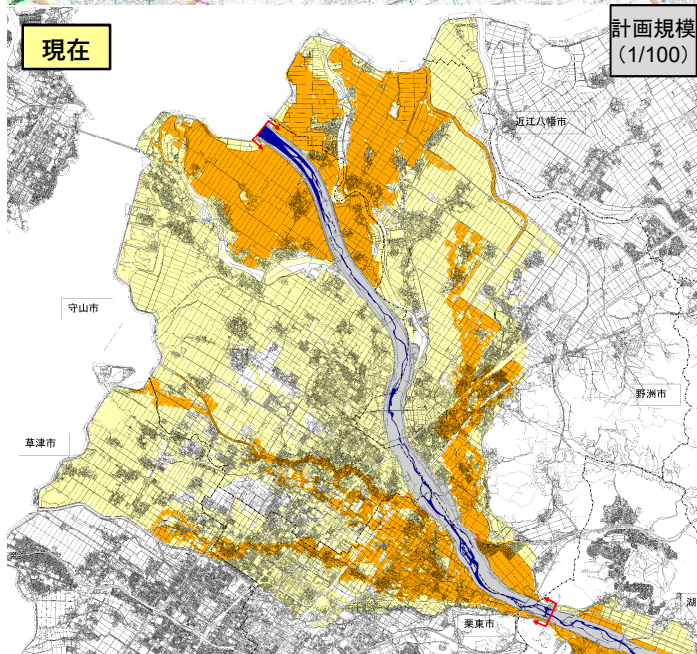 現在
計画規模
(1/100)
近江八幡市
守山市
野洲市
草津市
湖
栗東市